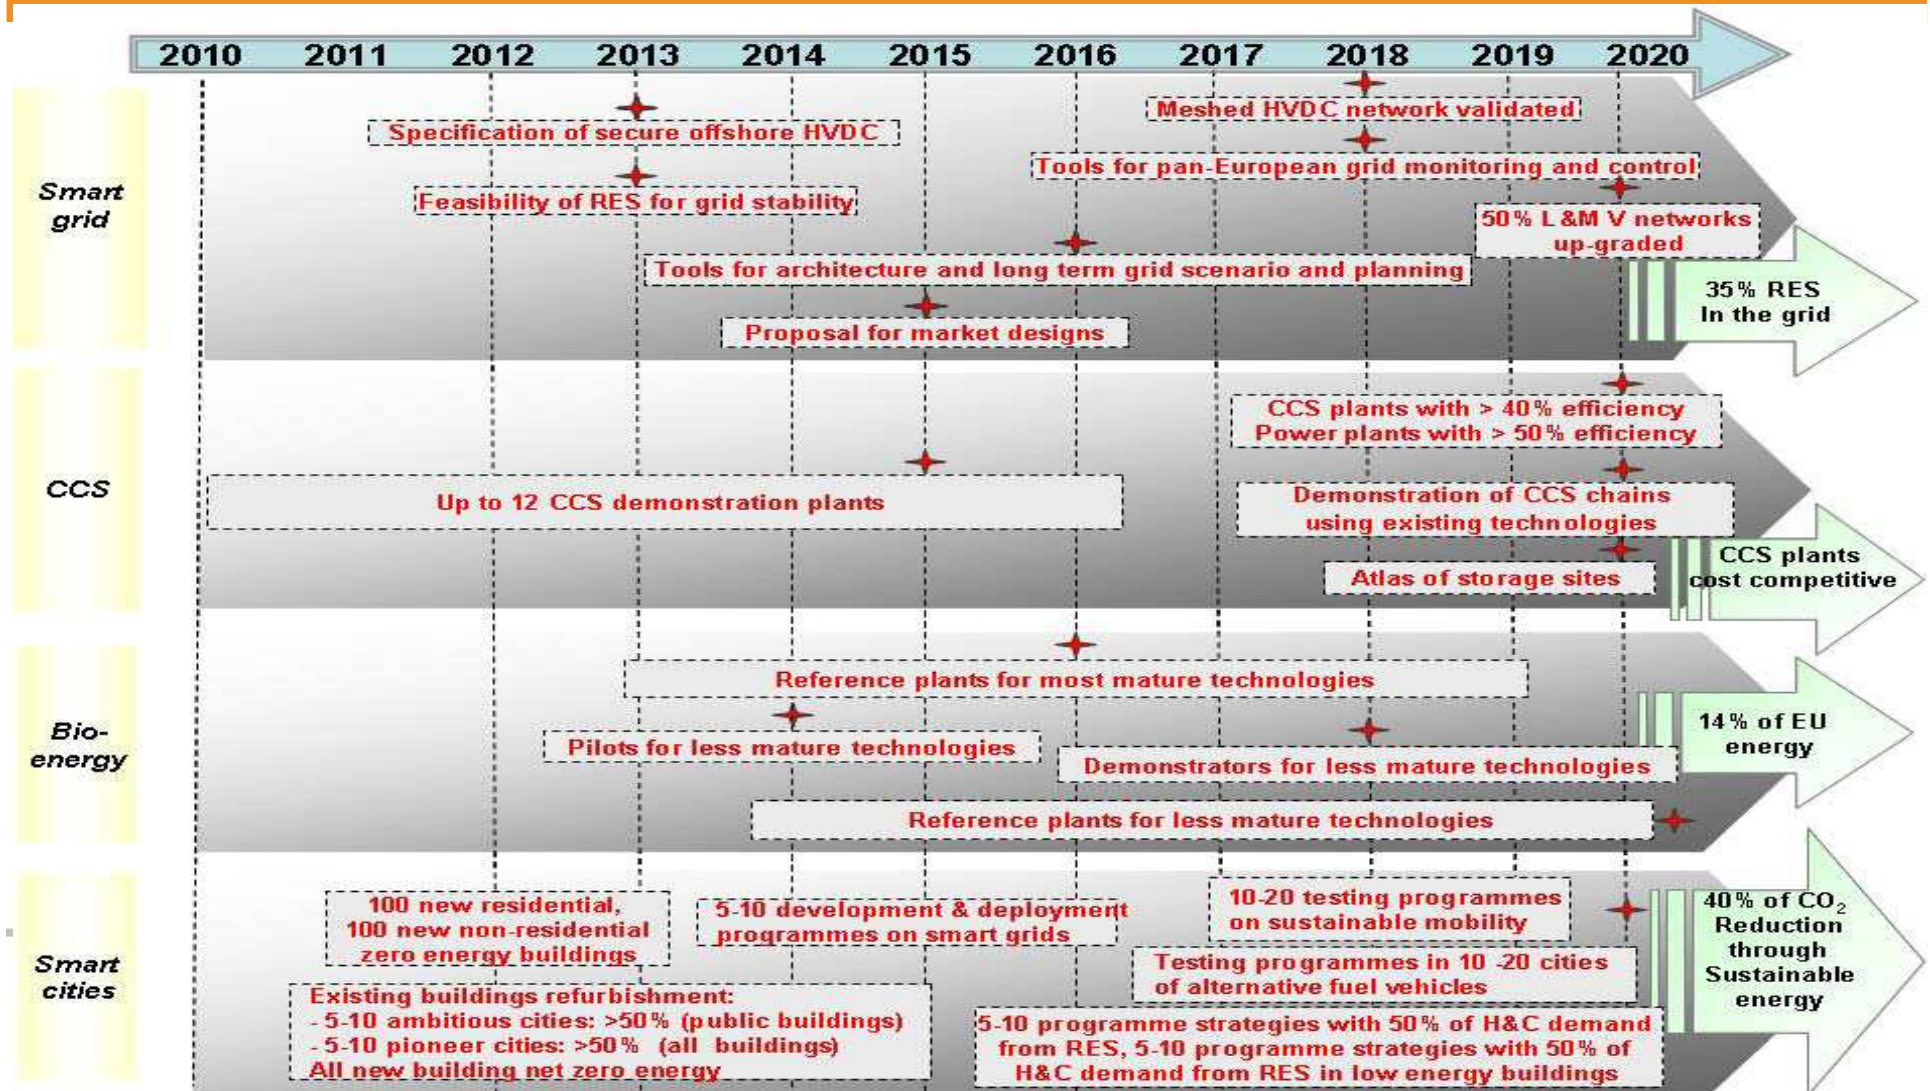 2010 2011 2012 2013 2014 2015 2016 2017 2018 2019 2020
Smart
grid
Specification of secure offshore HVDC
Meshed HVDC network validated
Tools for pan-European grid monitoring and control
Feasibility of RES for grid stability
50% L&M V networks
up-graded
Tools for architecture and long term grid scenario and planning
Proposal for market designs
35% RES
In the grid
CCS
CCS plants with > 40% efficiency
Power plants with > 50% efficiency
Up to 12 CCS demonstration plants
Demonstration of CCS chains
using existing technologies
Atlas of storage sites
CCS plants
cost competitive
Bio-
energy
Reference plants for most mature technologies
Pilots for less mature technologies
Demonstrators for less mature technologies
Reference plants for less mature technologies
14% of EU
energy
Smart
cities
100 new residential,
100 new non-residential
zero energy buildings
5-10 development & deployment
programmes on smart grids
10-20 testing programmes
on sustainable mobility
Testing programmes in 10 -20 cities
of alternative fuel vehicles
Existing buildings refurbishment:
- 5-10 ambitious cities: >50% (public buildings)
- 5-10 pioneer cities: >50% (all buildings)
All new building net zero energy
5-10 programme strategies with 50% of H&C demand
from RES, 5-10 programme strategies with 50% of
H&C demand from RES in low energy buildings
40% of CO₂
Reduction
through
Sustainable
energy